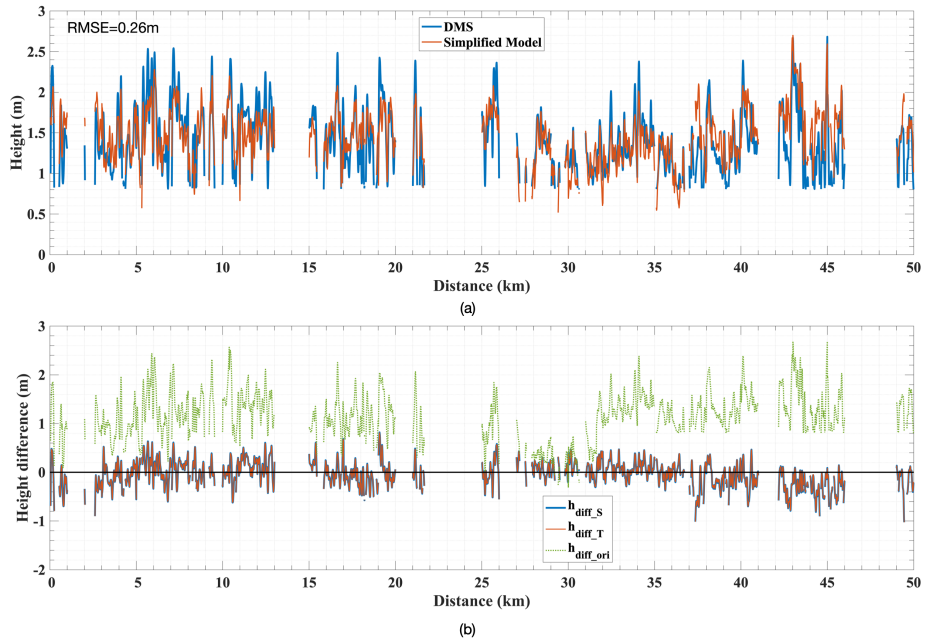 (a)
RMSE=0.26m
DMS
Simplified Model
Height (m)
3
2.5
2
1.5
1
0.5
0
0 5 10 15 20 25 30 35 40 45 50
Distance (km)
(a)
3
2
1
0
-1
-2
Height difference (m)
h_diff_S
h_diff_T
h_diff_ori
0 5 10 15 20 25 30 35 40 45 50
Distance (km)
(b)